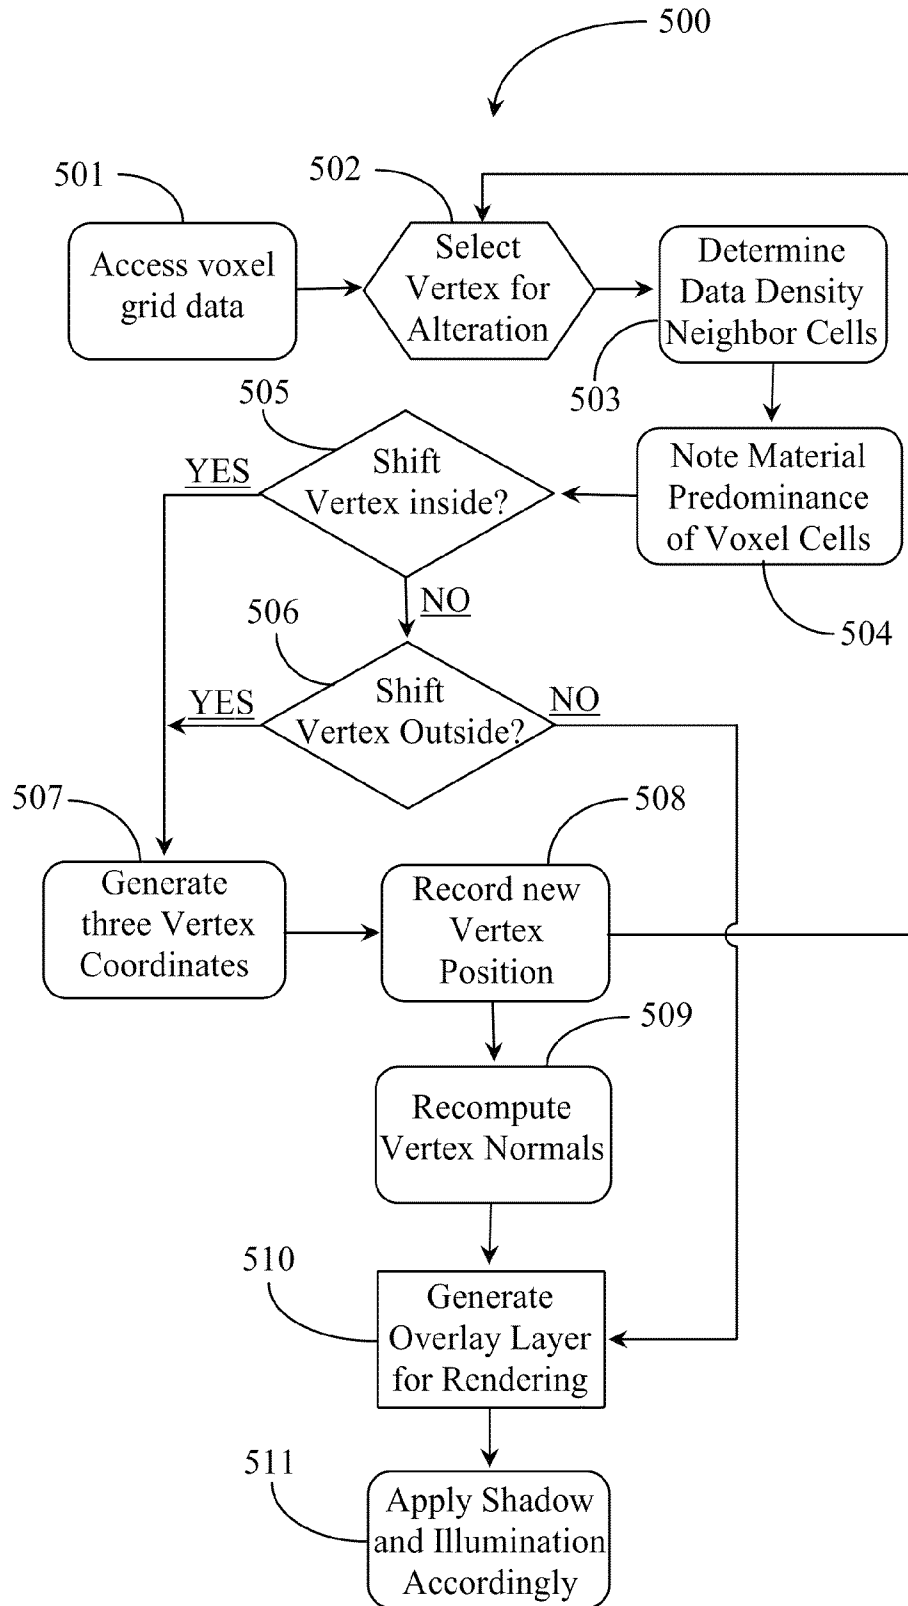 500
501
502
Access voxel
grid data
Select
Vertex for
Alteration
Determine
Data Density
Neighbor Cells
503
505
Shift
Vertex inside?
YES
NO
Note Material
Predominance
of Voxel Cells
504
506
Shift
Vertex Outside?
YES
NO
507
Generate
three Vertex
Coordinates
508
Record new
Vertex
Position
509
Recompute
Vertex Normals
510
Generate
Overlay Layer
for Rendering
511
Apply Shadow
and Illumination
Accordingly